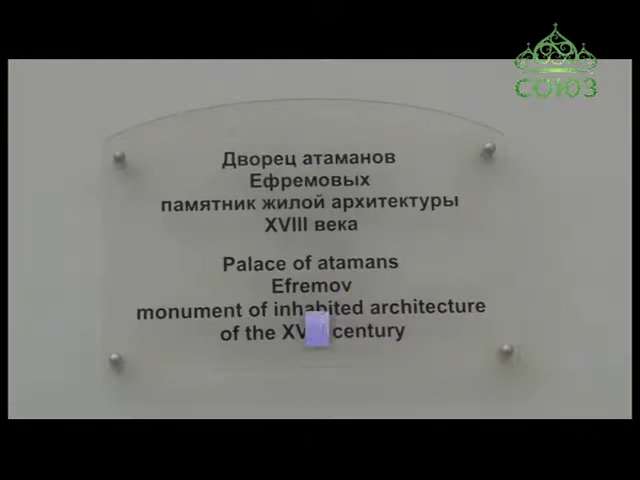 СОЮЗ
Дворец атаманов
Ефремовых
памятник жилой архитектуры
XVIII века
Palace of atamans
Efremov
monument of inhabited architecture
of the century